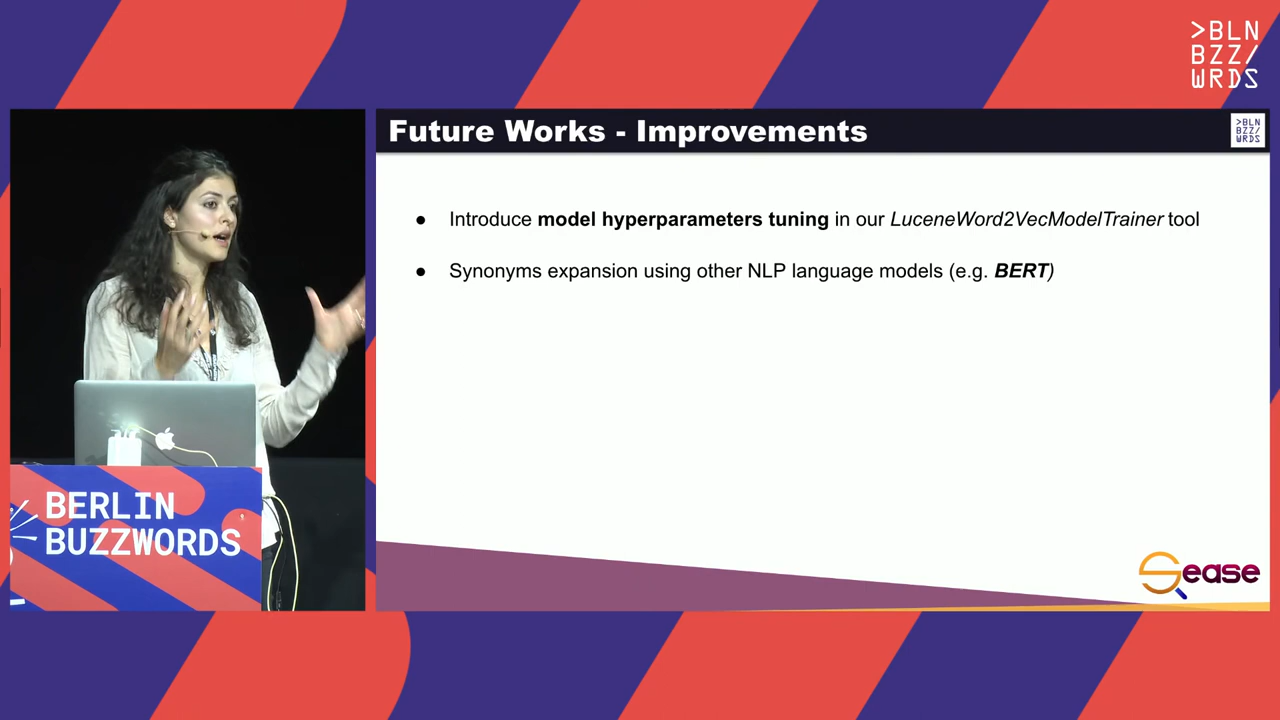 >BLN
BZZ/
WRDS
Future Works - Improvements
>BLN
BZZ/
WRDS
● Introduce model hyperparameters tuning in our LuceneWord2VecModelTrainer tool
● Synonyms expansion using other NLP language models (e.g. BERT)
BERLIN
BUZZWORDS
Sease